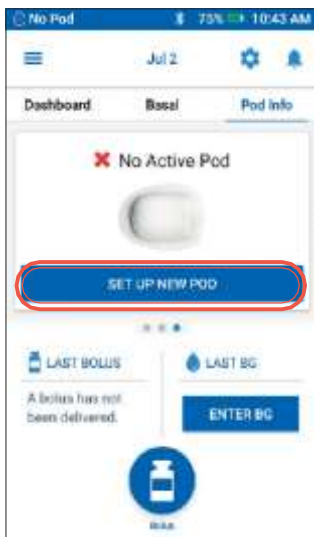 No Pod 75% 10:43 AM
Jul 2
Dashboard Basal Pod Info
No Active Pod
SET UP NEW POD
LAST BOLUS LAST BG
A bolus has not
been delivered.
ENTER BG
Bolus